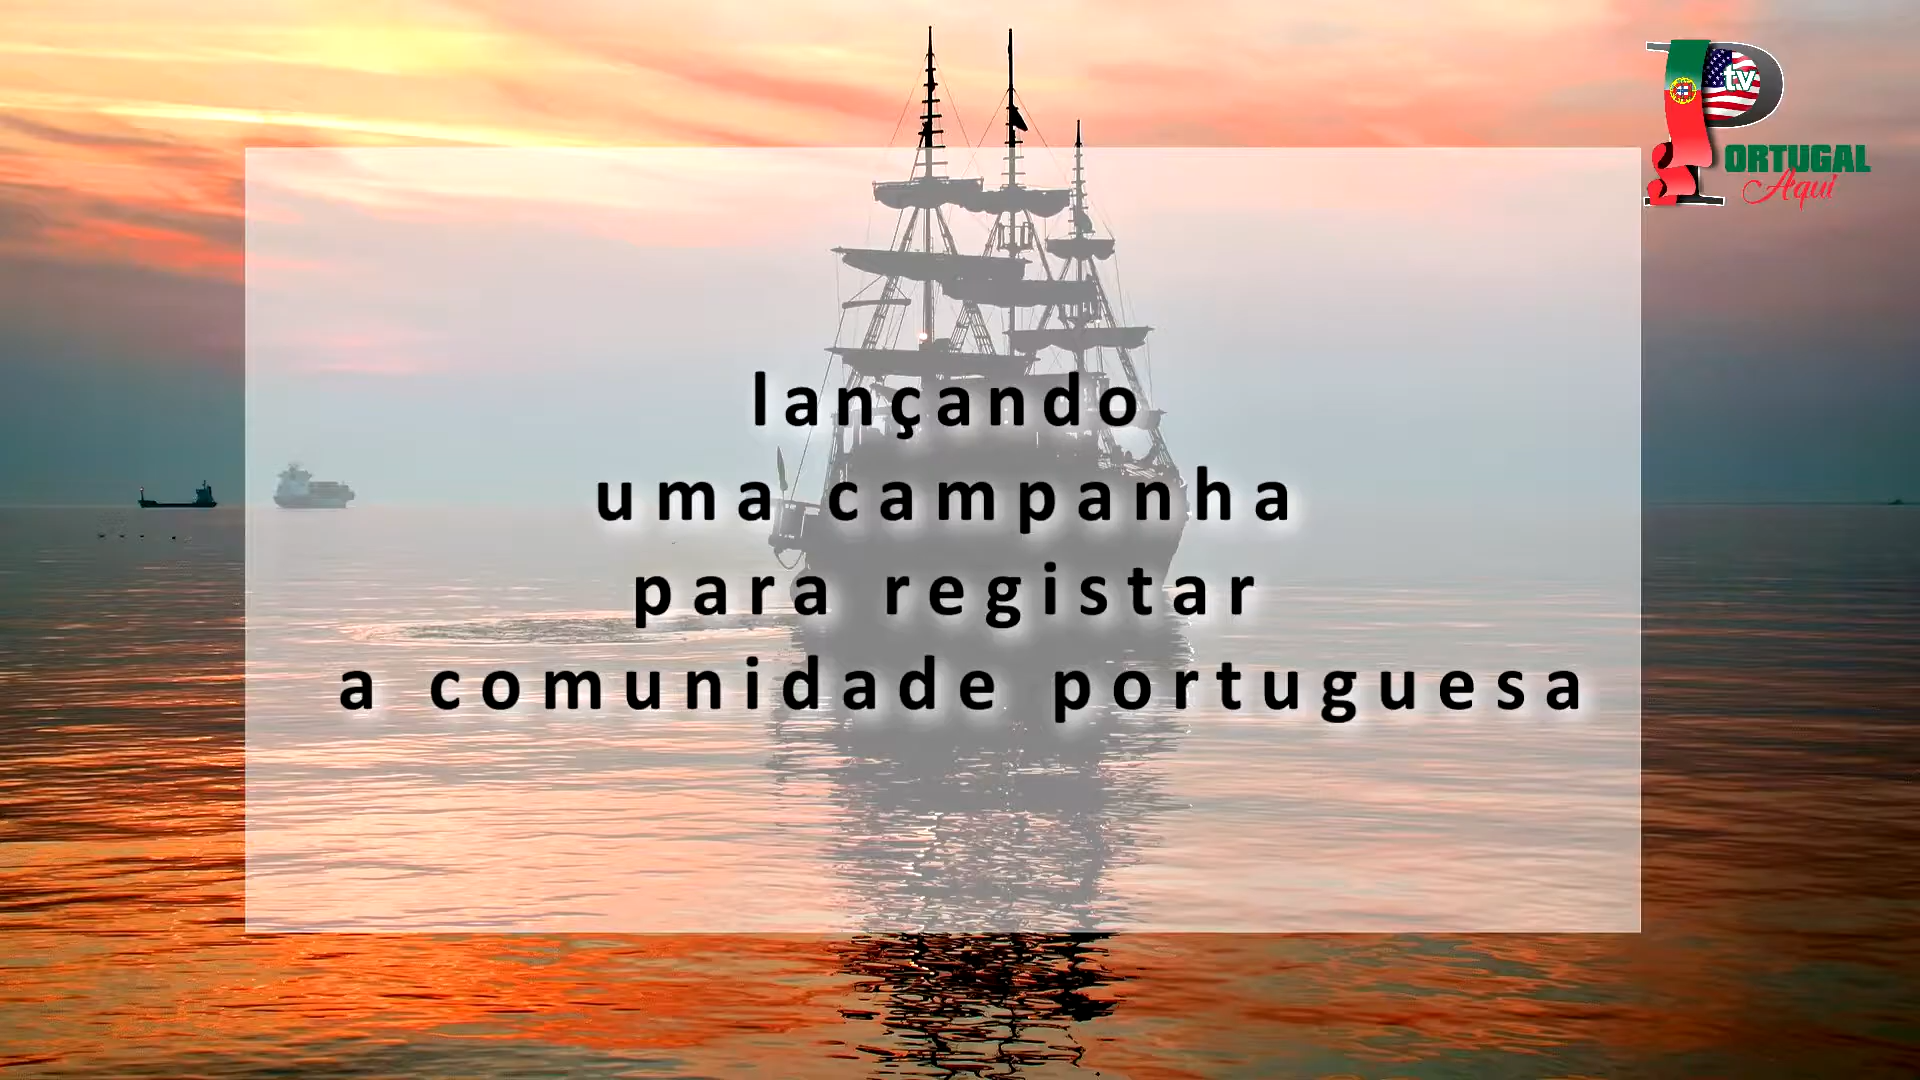 tv
PORTUGAL
Aqui
lançando
uma campanha
para registar
a comunidade portuguesa